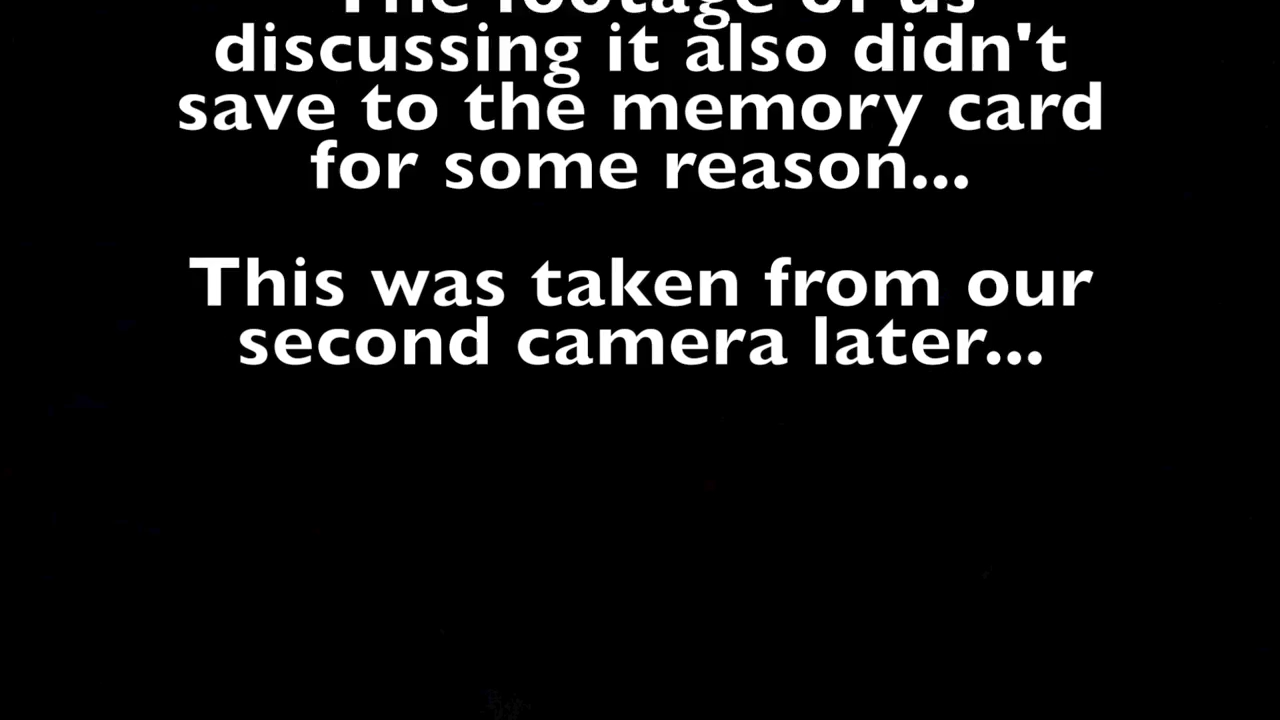 The footage of us
discussing it also didn't
save to the memory card
for some reason...
This was taken from our
second camera later...